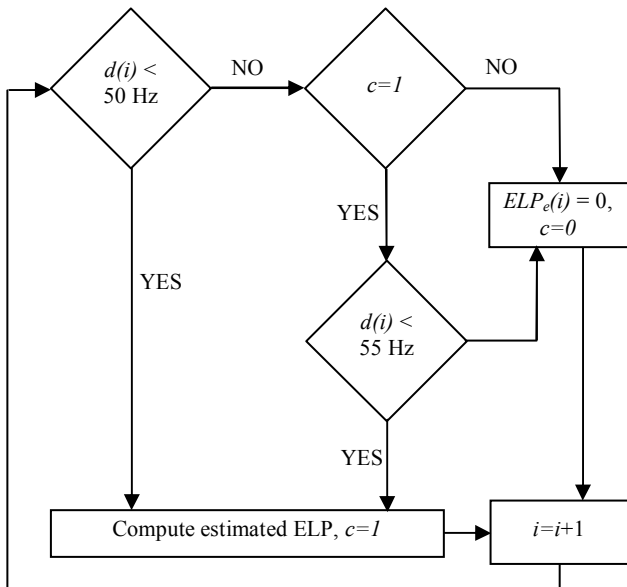 d(i) <
50 Hz
NO
c=1
NO
ELPₑ(i) = 0,
c=0
YES
YES
d(i) <
55 Hz
YES
Compute estimated ELP, c=1
i=i+1